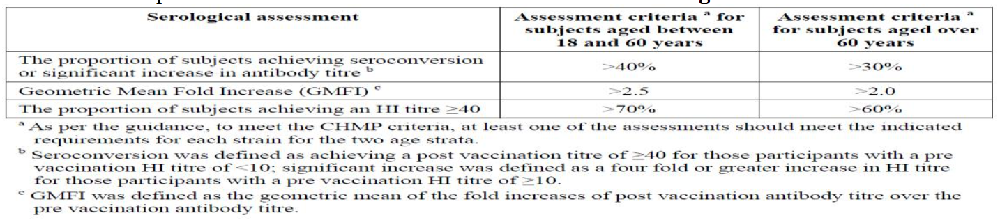 Serological assessment
Assessment criteria a for
subjects aged between
18 and 60 years
Assessment criteria a
for subjects aged over
60 years
The proportion of subjects achieving seroconversion
or significant increase in antibody titre b
>40%
>30%
Geometric Mean Fold Increase (GMFI) c
>2.5
>2.0
The proportion of subjects achieving an HI titre ≥40
>70%
>60%
a As per the guidance, to meet the CHMP criteria, at least one of the assessments should meet the indicated
requirements for each strain for the two age strata.
b Seroconversion was defined as achieving a post vaccination titre of ≥40 for those participants with a pre
vaccination HI titre of <10; significant increase was defined as a four fold or greater increase in HI titre
for those participants with a pre vaccination HI titre of ≥10.
c GMFI was defined as the geometric mean of the fold increases of post vaccination antibody titre over the
pre vaccination antibody titre.